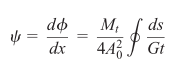 ψ = dϕ/dx = M_t/4A_0^2 ∮ ds/Gt